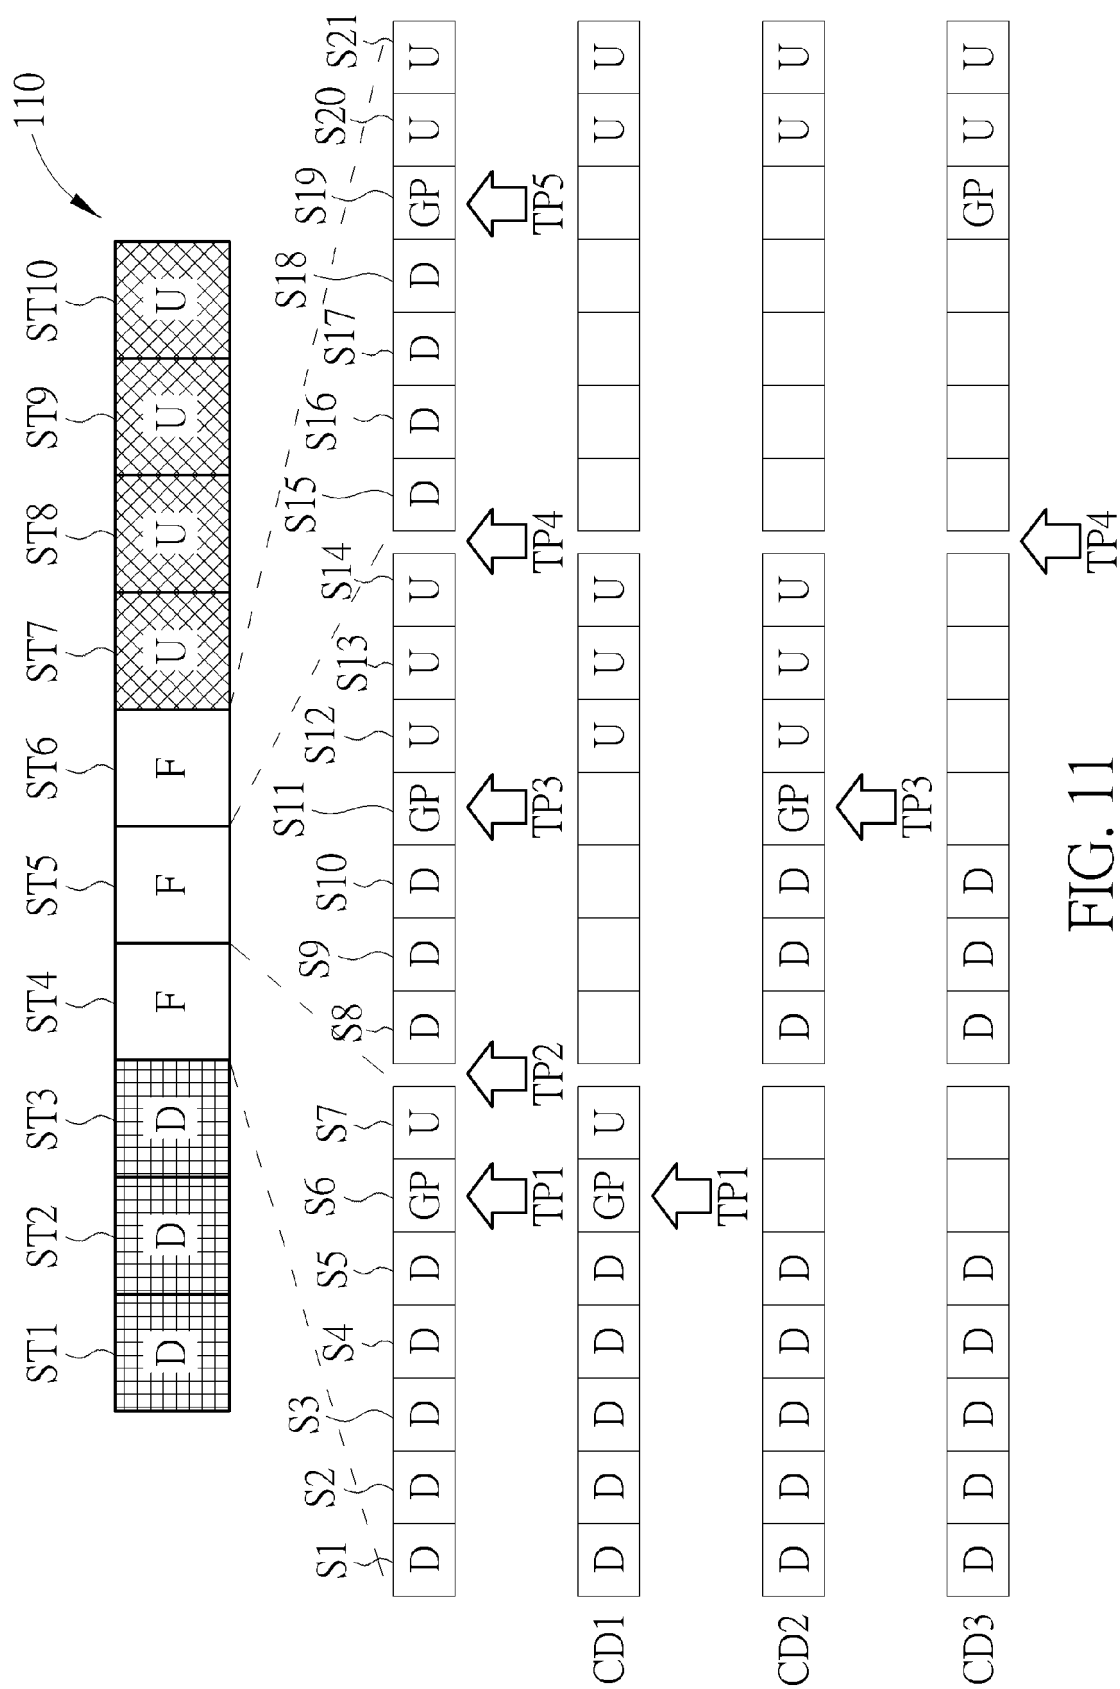 110
ST1 ST2 ST3 ST4 ST5 ST6 ST7 ST8 ST9 ST10
D D D F F F U U U U
S1 S2 S3 S4 S5 S6 S7 S8 S9 S10 S11 S12 S13 S14 S15 S16 S17 S18 S19 S20 S21
D D D D D GP U D D D GP U U U D D D D GP U U
TP1 TP2 TP3 TP4 TP5
CD1 D D D D D GP U U U U U U
TP1
CD2 D D D D D D D D GP U U U U U
TP3
CD3 D D D D D D D D GP U U
TP4
FIG. 11